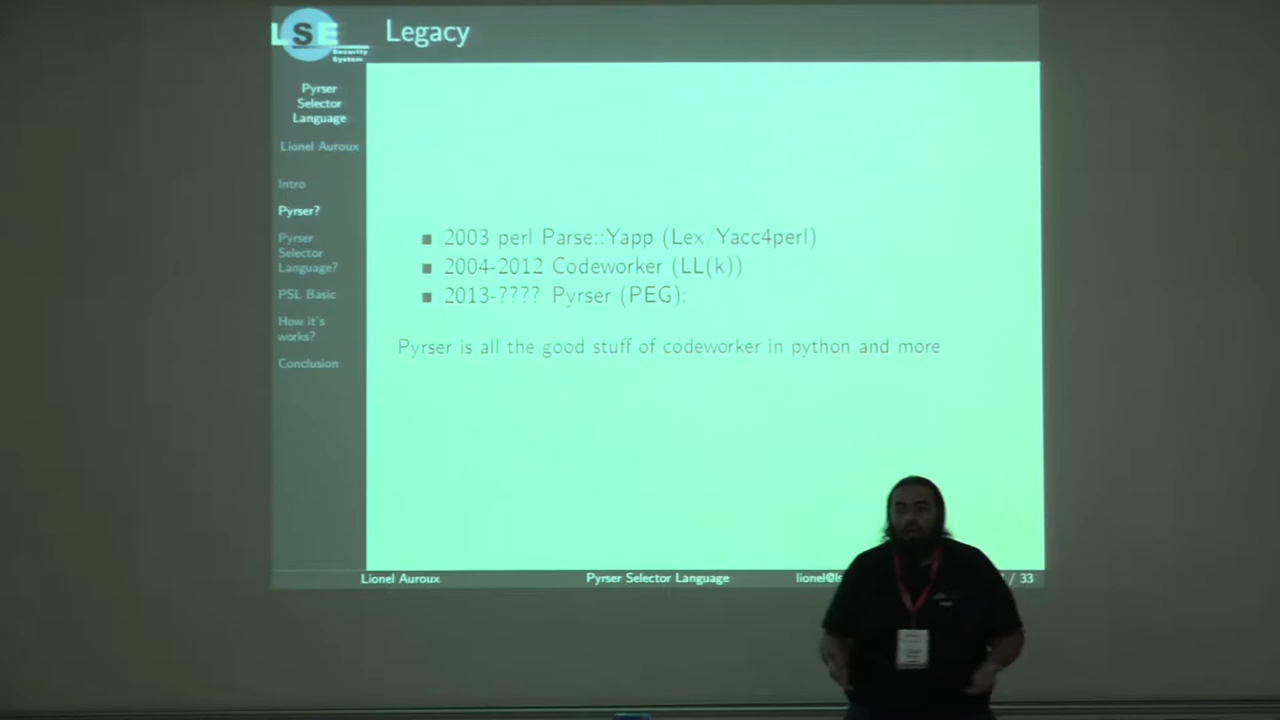 LSE
Security
System
Legacy
Pyrser
Selector
Language
Lionel Auroux
Intro
Pyrser?
Pyrser
Selector
Language?
PSL Basic
How it's
works?
Conclusion
2003 perl Parse::Yapp (Lex/Yacc4perl)
2004-2012 Codeworker (LL(k))
2013-???? Pyrser (PEG):
Pyrser is all the good stuff of codeworker in python and more
Lionel Auroux
Pyrser Selector Language
lionel@ls
/ 33